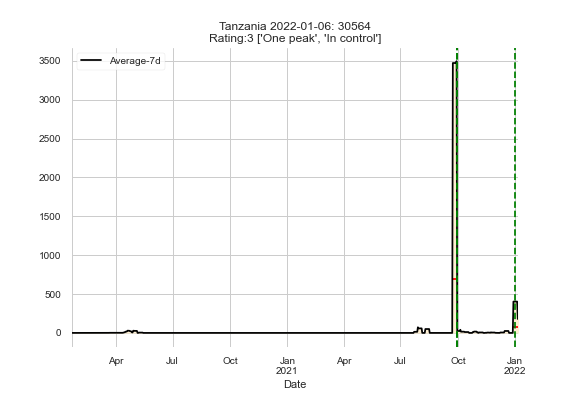 Tanzania 2022-01-06: 30564
Rating:3 ['One peak', 'In control']
Average-7d
3500
3000
2500
2000
1500
1000
500
0
Apr Jul Oct Jan Apr Jul Oct Jan
2021 2022
Date